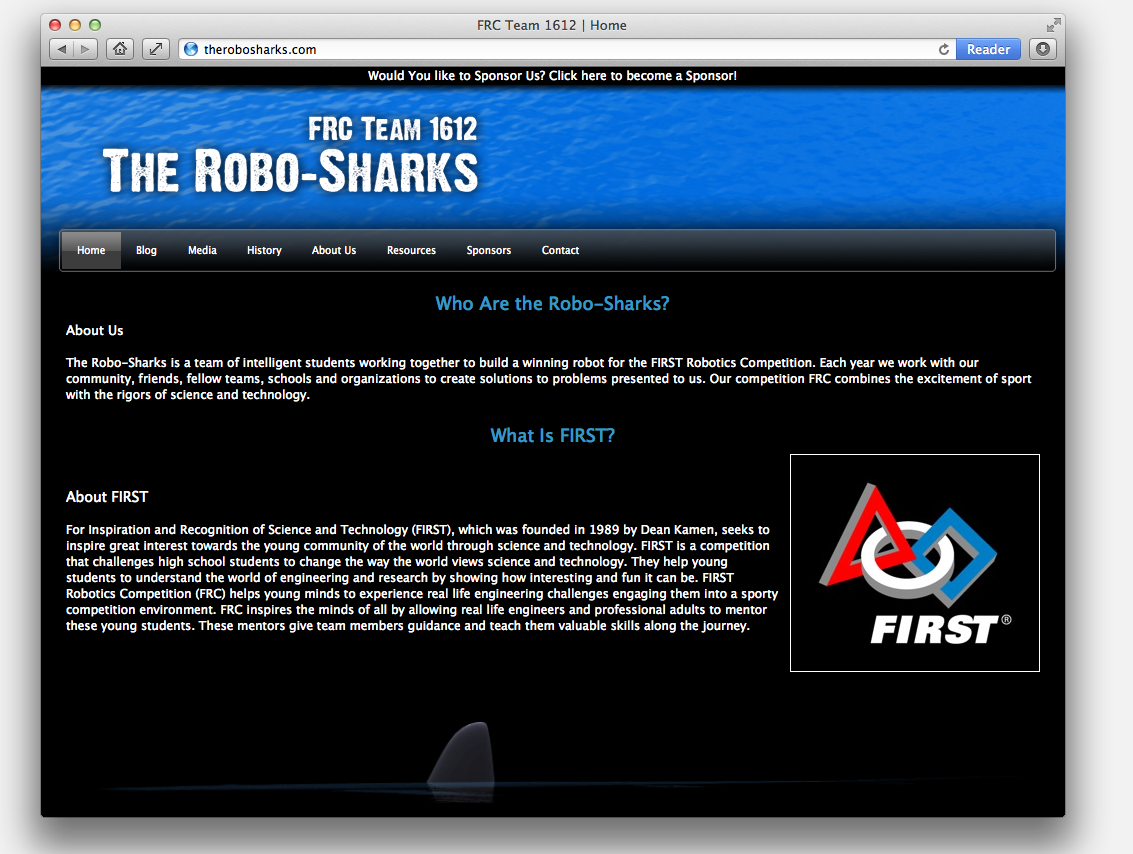 FRC Team 1612 | Home
therobosharks.com
Reader
Would You like to Sponsor Us? Click here to become a Sponsor!
FRC Team 1612
The Robo-Sharks
Home Blog Media History About Us Resources Sponsors Contact
Who Are the Robo-Sharks?
About Us
The Robo-Sharks is a team of intelligent students working together to build a winning robot for the FIRST Robotics Competition. Each year we work with our
community, friends, fellow teams, schools and organizations to create solutions to problems presented to us. Our competition FRC combines the excitement of sport
with the rigors of science and technology.
What Is FIRST?
About FIRST
For Inspiration and Recognition of Science and Technology (FIRST), which was founded in 1989 by Dean Kamen, seeks to
inspire great interest towards the young community of the world through science and technology. FIRST is a competition
that challenges high school students to change the way the world views science and technology. They help young
students to understand the world of engineering and research by showing how interesting and fun it can be. FIRST
Robotics Competition (FRC) helps young minds to experience real life engineering challenges engaging them into a sporty
competition environment. FRC inspires the minds of all by allowing real life engineers and professional adults to mentor
these young students. These mentors give team members guidance and teach them valuable skills along the journey.
FIRST®